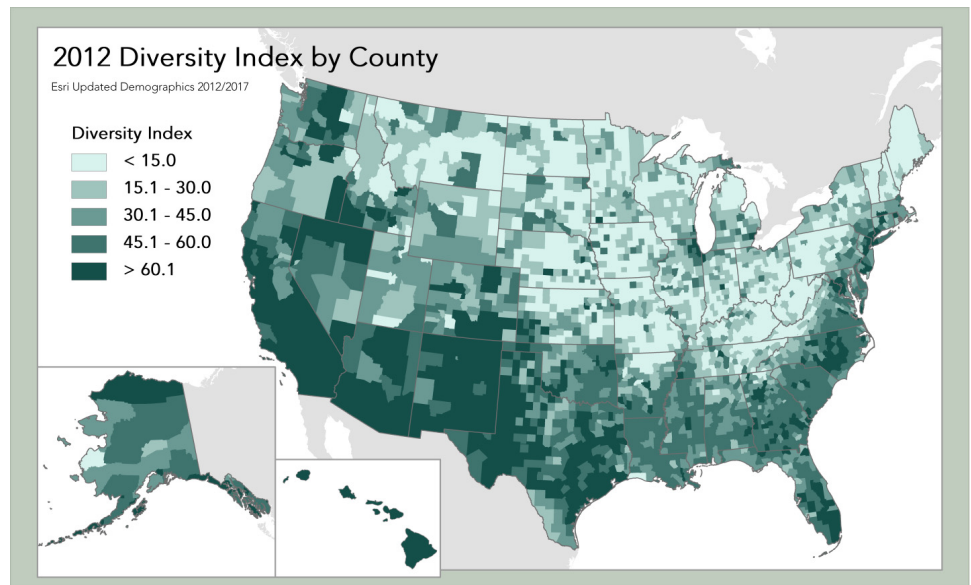 2012 Diversity Index by County
Esri Updated Demographics 2012/2017
Diversity Index
< 15.0
15.1 - 30.0
30.1 - 45.0
45.1 - 60.0
> 60.1